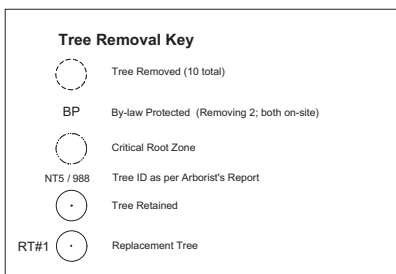 Tree Removal Key
Tree Removed (10 total)
BP By-law Protected (Removing 2; both on-site)
Critical Root Zone
NT5 / 988 Tree ID as per Arborist's Report
Tree Retained
RT#1 Replacement Tree